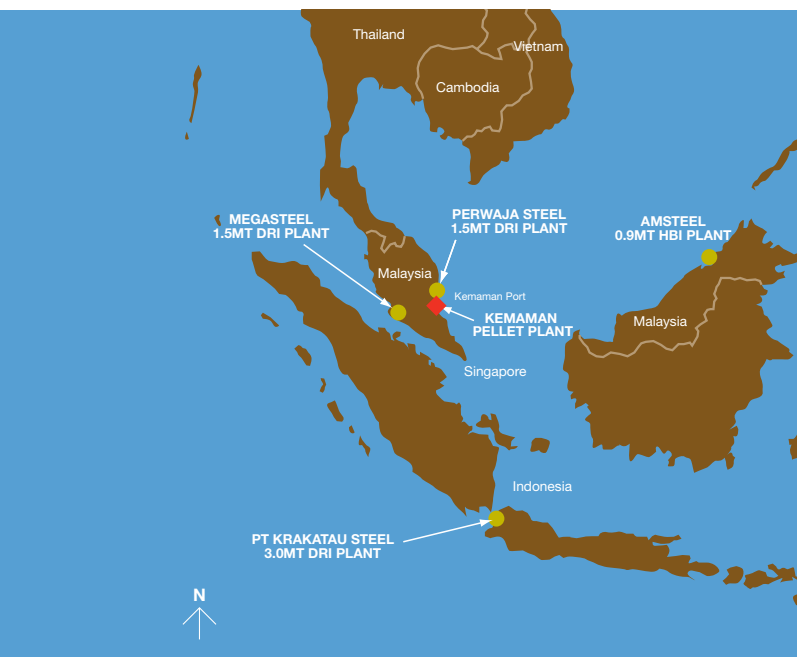 Thailand
Vietnam
Cambodia
MEGASTEEL
1.5MT DRI PLANT
PERWAJA STEEL
1.5MT DRI PLANT
AMSTEEL
0.9MT HBI PLANT
Malaysia
Kemaman Port
KEMAMAN
PELLET PLANT
Malaysia
Singapore
Indonesia
PT KRAKATAU STEEL
3.0MT DRI PLANT
N